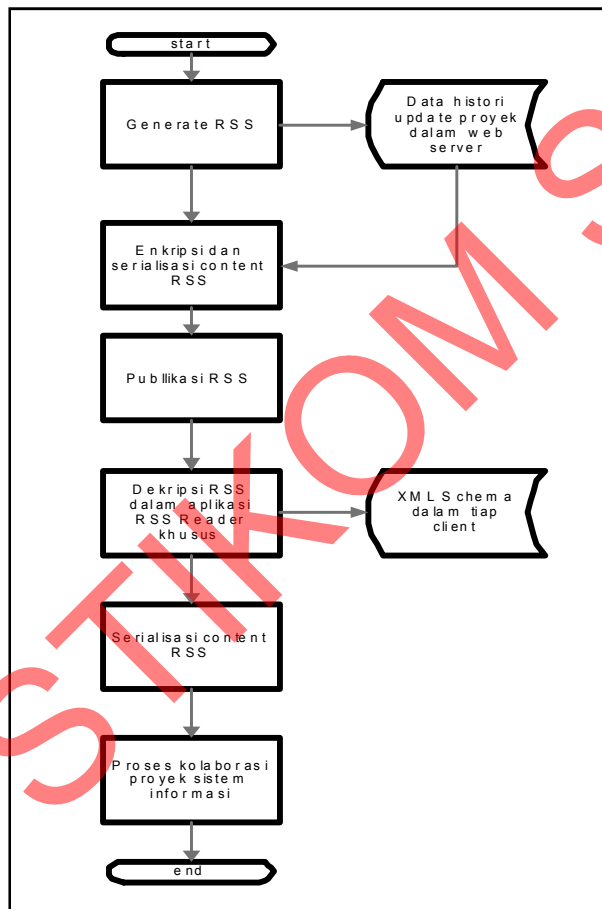 start
Generate RSS
Data histori
update proyek
dalam web
server
Enkripsi dan
serialisasi content
RSS
Publlikasi RSS
Dekripsi RSS
dalam aplikasi
RSS Reader
khusus
XML Schema
dalam tiap
client
Serialisasi content
RSS
Proses kolaborasi
proyek sistem
informasi
end
STIKOM S